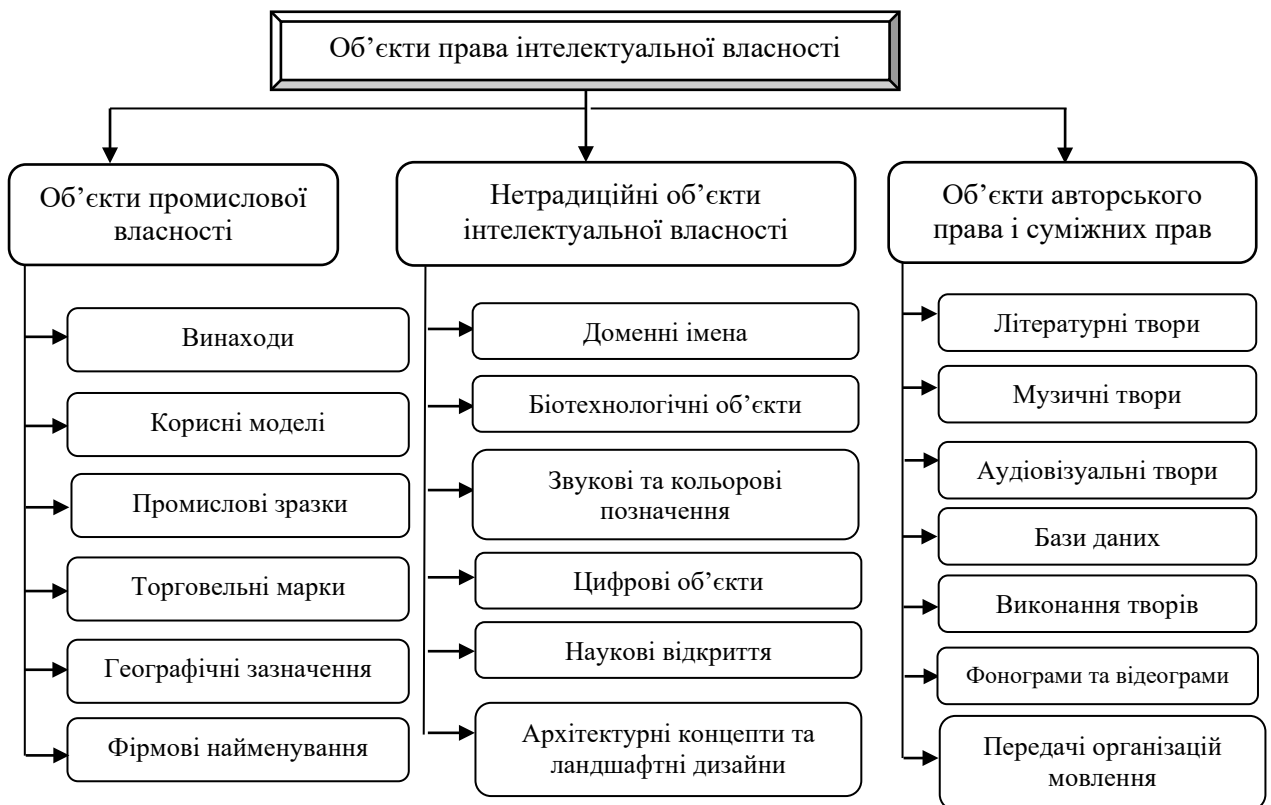 Об’єкти права інтелектуальної власності
Об’єкти промислової
власності
Винаходи
Корисні моделі
Промислові зразки
Торговельні марки
Географічні зазначення
Фірмові найменування
Нетрадиційні об’єкти
інтелектуальної власності
Доменні імена
Біотехнологічні об’єкти
Звукові та кольорові
позначення
Цифрові об’єкти
Наукові відкриття
Архітектурні концепти та
ландшафтні дизайни
Об’єкти авторського
права і суміжних прав
Літературні твори
Музичні твори
Аудіовізуальні твори
Бази даних
Виконання творів
Фонограми та відеограми
Передачі організацій
мовлення